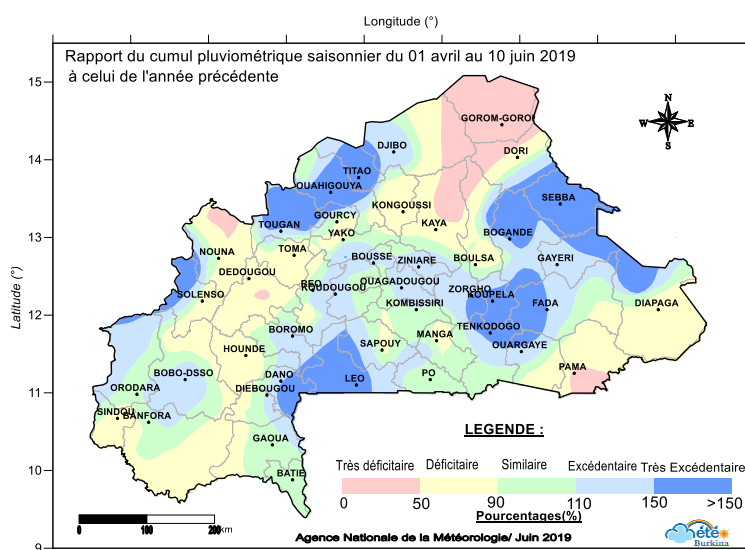 Longitude (°)
Rapport du cumul pluviométrique saisonnier du 01 avril au 10 juin 2019
à celui de l'année précédente
15
14
13
12
11
10
9
Latitude (°)
N
W
E
S
GOROM-GOROM
DORI
DJIBO
TITAO
OUAHIGOUYA
SEBBA
KONGOUSSI
GOURCY
TOUGAN
KAYA
YAKO
BOGANDE
NOUNA
TOMA
BOUSSE
ZINIARE
BOULSA
GAYERI
DEDOUGOU
OUAGADOUGOU
REO
KOUDOUGOU
ZORGHO
KOUPELA
SOLENSO
KOMBISSIRI
FADA
DIAPAGA
BOROMO
TENKODOGO
MANGA
SAPOUY
OUARGAYE
HOUNDE
PAMA
BOBO-DSSO
DANO
LEO
PO
ORODARA
DIEBOUGOU
SINDOU
BANFORA
GAOUA
BATIE
LEGENDE :
Très déficitaire
Déficitaire
Similaire
Excédentaire
Très Excédentaire
0
50
90
110
150
>150
Pourcentages(%)
0
100
200
km
Agence Nationale de la Météorologie/ Juin 2019
météo
Burkina